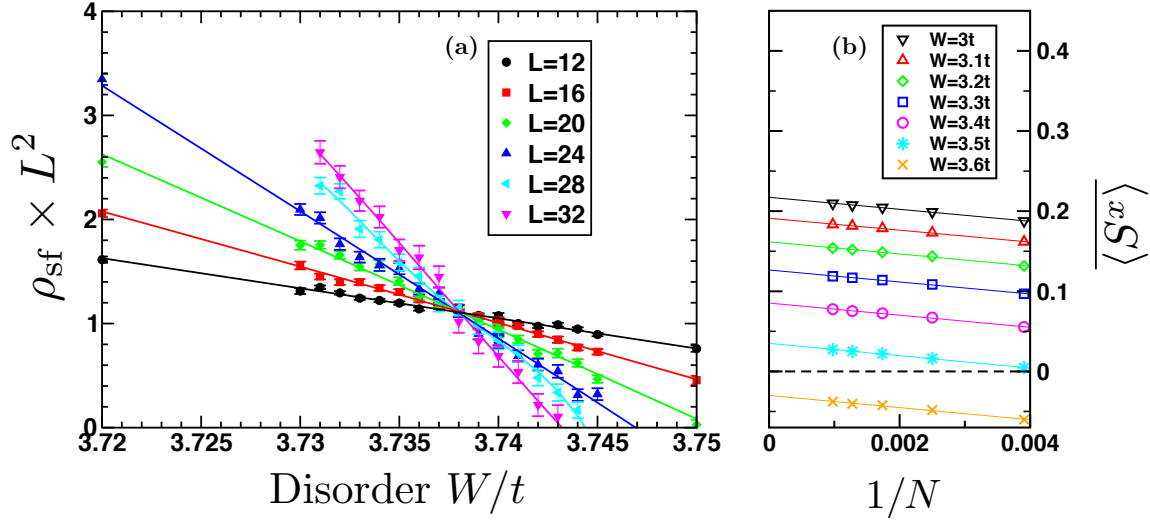 (a)
L=12
L=16
L=20
L=24
L=28
L=32
4
3
2
1
0
3.72
3.725
3.73
3.735
3.74
3.745
3.75
ρ_sf × L²
Disorder W/t
(b)
W=3t
W=3.1t
W=3.2t
W=3.3t
W=3.4t
W=3.5t
W=3.6t
0.4
0.3
0.2
0.1
0
0
0.002
0.004
1/N
⟨Sˣ⟩